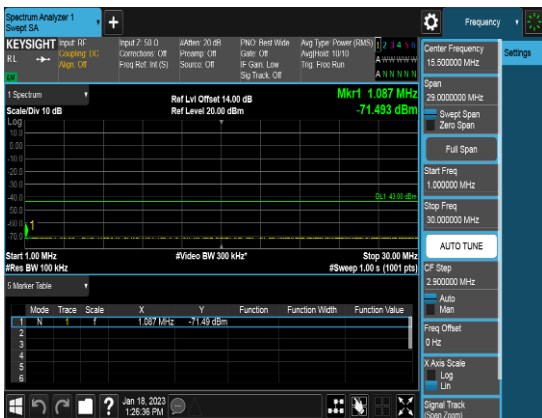 Spectrum Analyzer 1
Swept SA
+
Frequency
KEYSIGHT
RL
Input: RF
Coupling: DC
Align: Off
Input Z: 50 Ω
Corrections: Off
Freq Ref: Int (S)
#Atten: 20 dB
Preamp: Off
Source: Off
PNO: Best Wide
Gate: Off
IF Gain: Low
Sig Track: Off
Avg Type: Power (RMS)
Avg|Hold: 10/10
Trig: Free Run
1 2 3 4 5 6
A W W W W W
A N N N N N
1 Spectrum
Scale/Div 10 dB
Ref Lvl Offset 14.00 dB
Ref Level 20.00 dBm
Mkr1 1.087 MHz
-71.493 dBm
Log
10.0
0.00
-10.0
-20.0
-30.0
-40.0
-50.0
-60.0
-70.0
1
Start 1.00 MHz
#Res BW 100 kHz
#Video BW 300 kHz*
Stop 30.00 MHz
#Sweep 1.00 s (1001 pts)
5 Marker Table
Mode Trace Scale X Y Function Function Width Function Value
1 N 1 f 1.087 MHz -71.49 dBm
2
3
4
5
6
?
Jan 18, 2023
1:26:36 PM
Center Frequency
15.500000 MHz
Settings
Span
29.0000000 MHz
Swept Span
Zero Span
Full Span
Start Freq
1.000000 MHz
Stop Freq
30.000000 MHz
AUTO TUNE
CF Step
2.900000 MHz
Auto
Man
Freq Offset
0 Hz
X Axis Scale
Log
Lin
Signal Track
(Span Zoom)